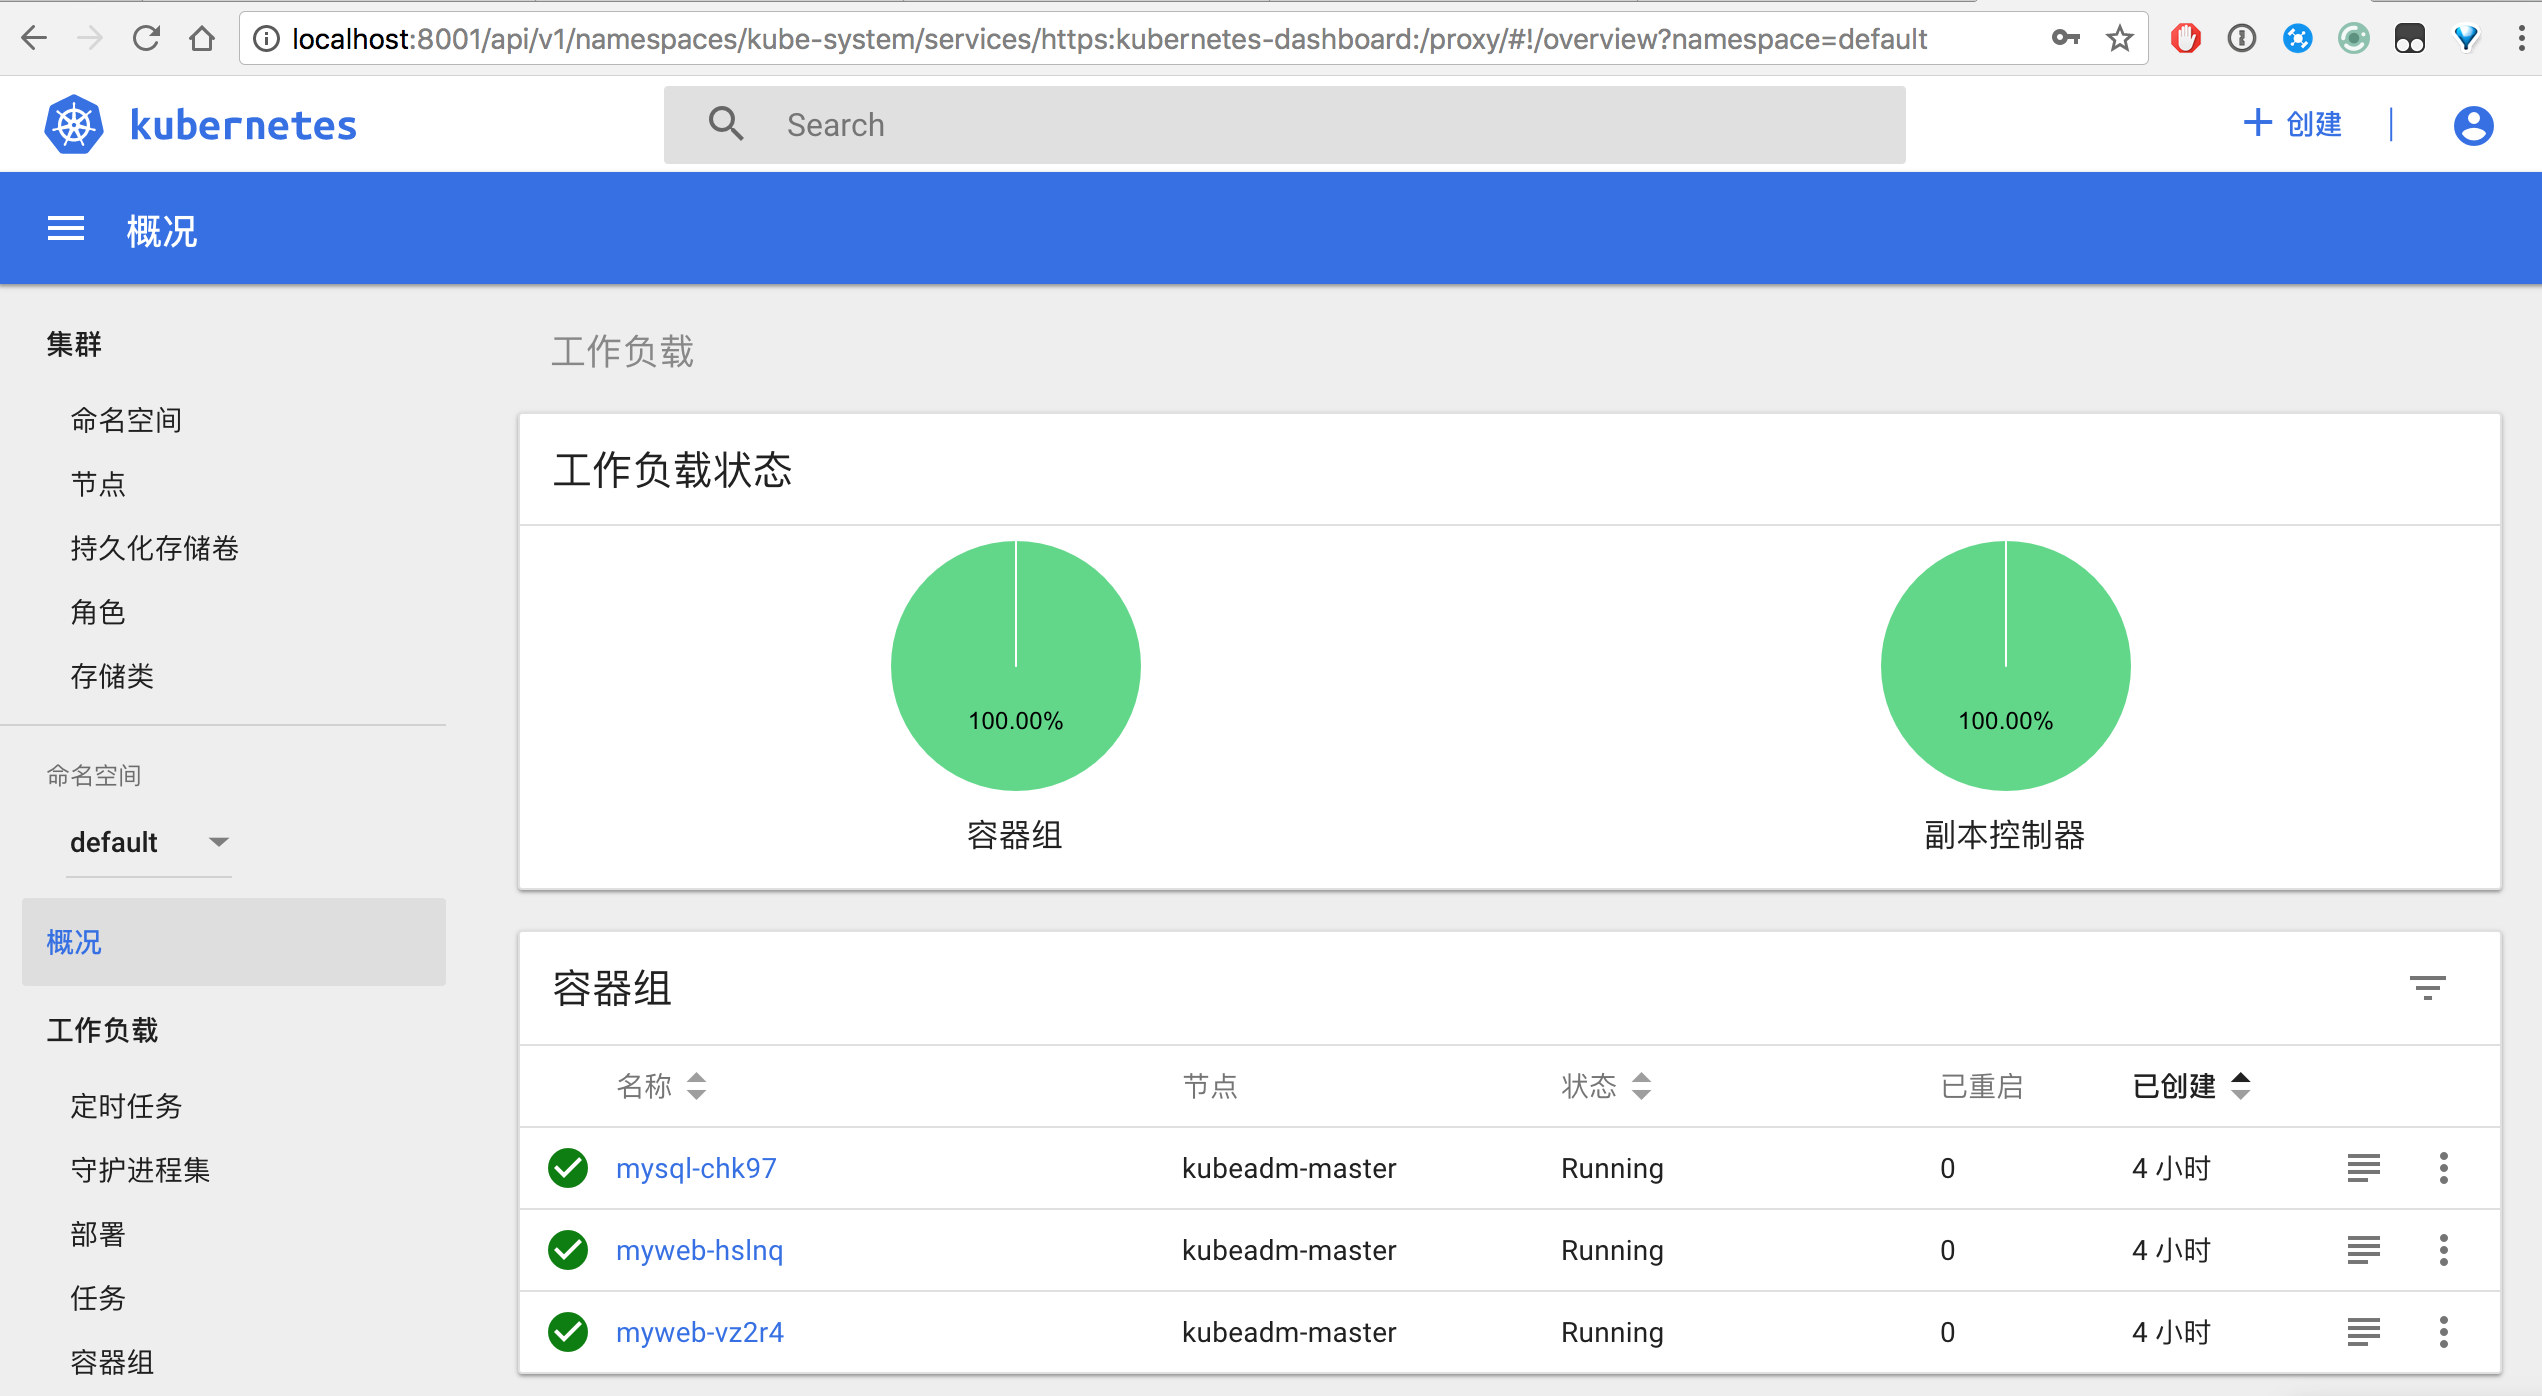 localhost:8001/api/v1/namespaces/kube-system/services/https:kubernetes-dashboard:/proxy/#!/overview?namespace=default
kubernetes
Search
创建
概况
集群
命名空间
节点
持久化存储卷
角色
存储类
命名空间
default
概况
工作负载
定时任务
守护进程集
部署
任务
容器组
工作负载
工作负载状态
100.00%
容器组
100.00%
副本控制器
容器组
名称 节点 状态 已重启 已创建
mysql-chk97 kubeadm-master Running 0 4 小时
myweb-hslnq kubeadm-master Running 0 4 小时
myweb-vz2r4 kubeadm-master Running 0 4 小时